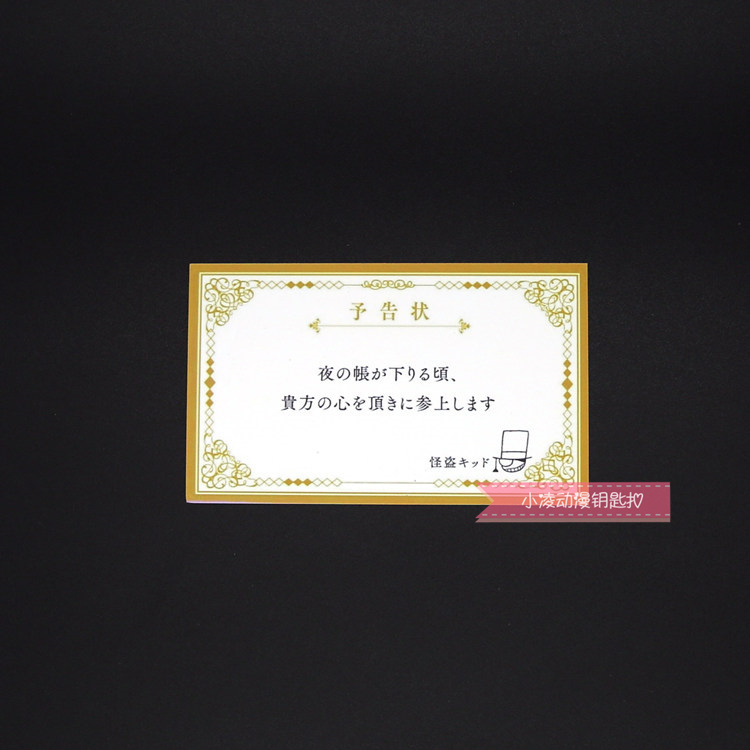 予告状
夜の帳が下りる頃、
貴方の心を頂きに参上します
怪盗キッド
小凌动漫钥匙扣